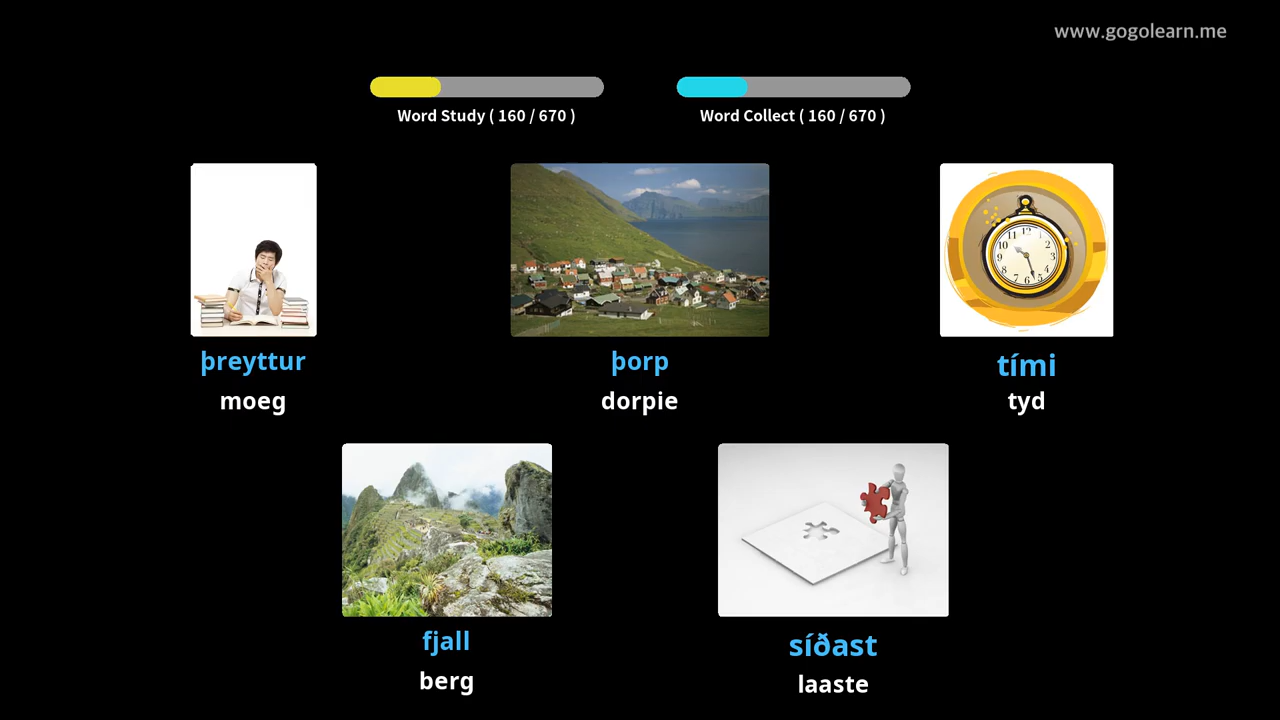 www.gogolearn.me
Word Study ( 160 / 670 )
Word Collect ( 160 / 670 )
þreyttur
moeg
þorp
dorpie
tími
tyd
fjall
berg
síðast
laaste